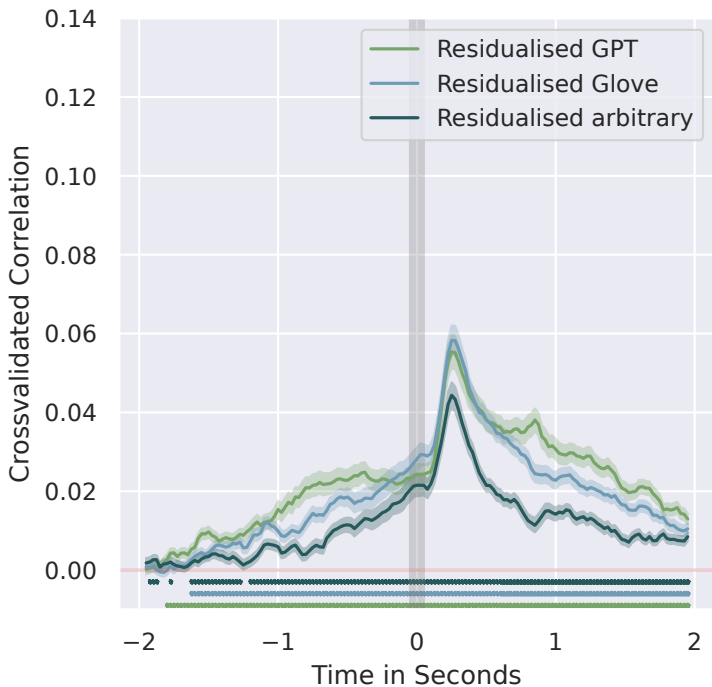 0.14
0.12
0.10
0.08
0.06
0.04
0.02
0.00
Crossvalidated Correlation
Residualised GPT
Residualised Glove
Residualised arbitrary
−2
−1
0
1
2
Time in Seconds